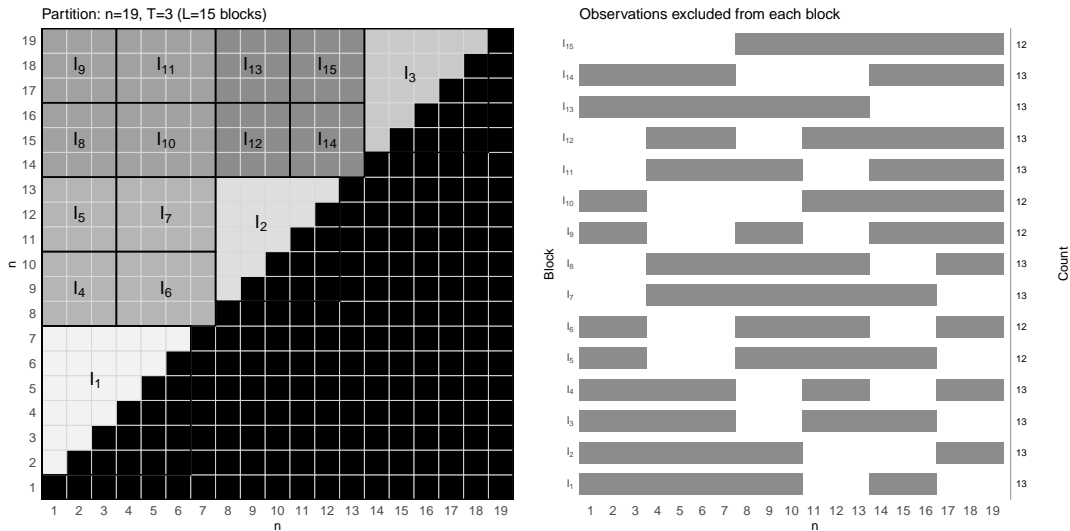 Partition: n=19, T=3 (L=15 blocks)
19
18
17
16
15
14
13
12
11
10
9
8
7
6
5
4
3
2
1
n
I9 I11 I13 I15 I3
I8 I10 I12 I14
I5 I7 I2
I4 I6
I1
1 2 3 4 5 6 7 8 9 10 11 12 13 14 15 16 17 18 19
n
Observations excluded from each block
Block
I15 12
I14 13
I13 13
I12 13
I11 13
I10 12
I9 12
I8 13
I7 13
I6 12
I5 12
I4 13
I3 13
I2 13
I1 13
Count
1 2 3 4 5 6 7 8 9 10 11 12 13 14 15 16 17 18 19
n